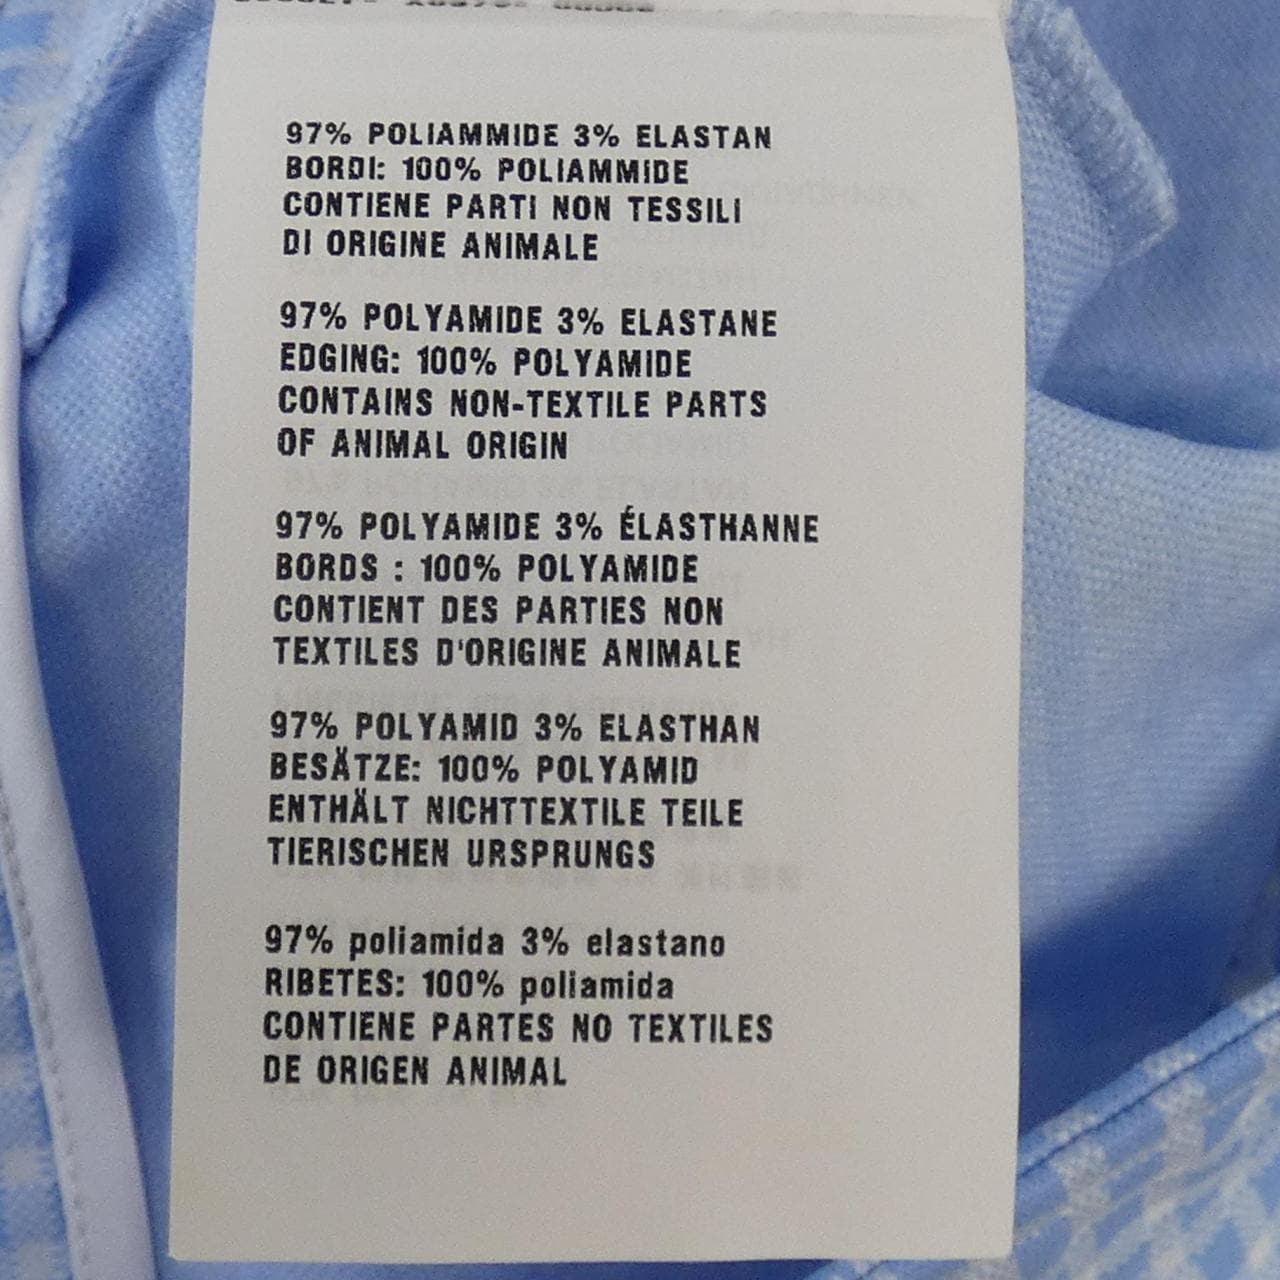 97% POLIAMMIDE 3% ELASTAN
BORDI: 100% POLIAMMIDE
CONTIENE PARTI NON TESSILI
DI ORIGINE ANIMALE
97% POLYAMIDE 3% ELASTANE
EDGING: 100% POLYAMIDE
CONTAINS NON-TEXTILE PARTS
OF ANIMAL ORIGIN
97% POLYAMIDE 3% ÉLASTHANNE
BORDS : 100% POLYAMIDE
CONTIENT DES PARTIES NON
TEXTILES D'ORIGINE ANIMALE
97% POLYAMID 3% ELASTHAN
BESÄTZE: 100% POLYAMID
ENTHÄLT NICHTTEXTILE TEILE
TIERISCHEN URSPRUNGS
97% poliamida 3% elastano
RIBETES: 100% poliamida
CONTIENE PARTES NO TEXTILES
DE ORIGEN ANIMAL